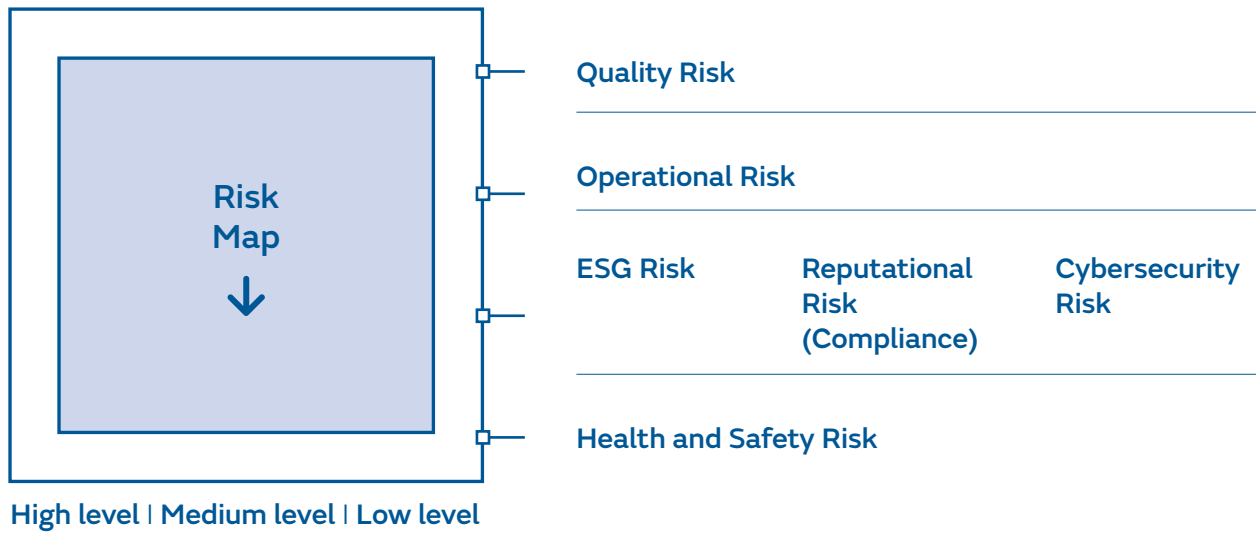 Risk
Map
Quality Risk
Operational Risk
ESG Risk
Reputational
Risk
(Compliance)
Cybersecurity
Risk
Health and Safety Risk
High level | Medium level | Low level